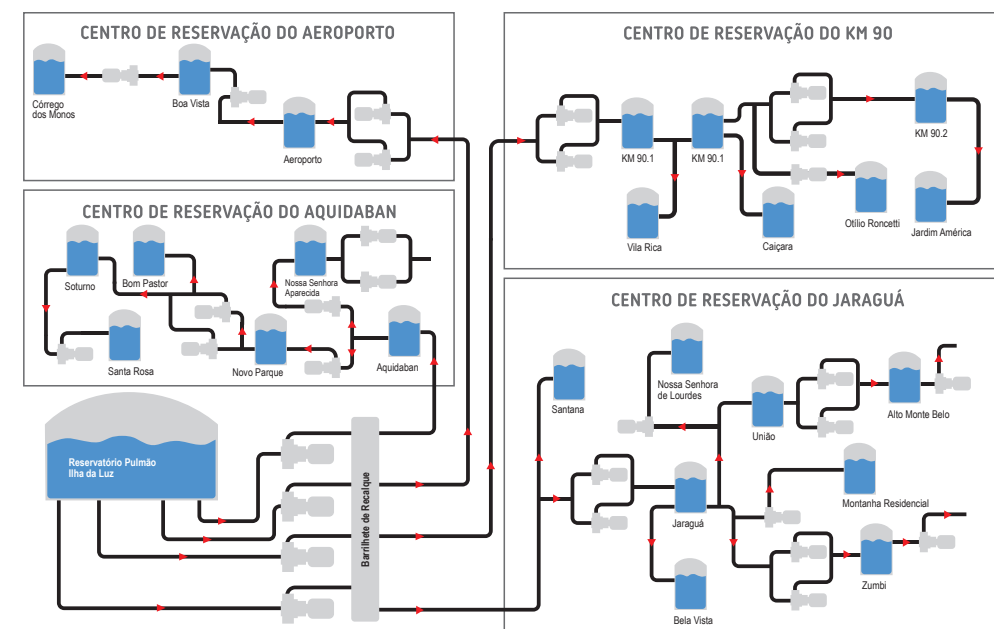 CENTRO DE RESERVAÇÃO DO AEROPORTO
Córrego
dos Monos
Boa Vista
Aeroporto
CENTRO DE RESERVAÇÃO DO KM 90
KM 90.1
KM 90.1
KM 90.2
Vila Rica
Caiçara
Otílio Roncetti
Jardim América
CENTRO DE RESERVAÇÃO DO AQUIDABAN
Soturno
Bom Pastor
Nossa Senhora
Aparecida
Santa Rosa
Novo Parque
Aquidaban
CENTRO DE RESERVAÇÃO DO JARAGUÁ
Santana
Nossa Senhora
de Lourdes
União
Alto Monte Belo
Jaraguá
Montanha Residencial
Zumbi
Bela Vista
Reservatório Pulmão
Ilha da Luz
Barrilhete de Recalque